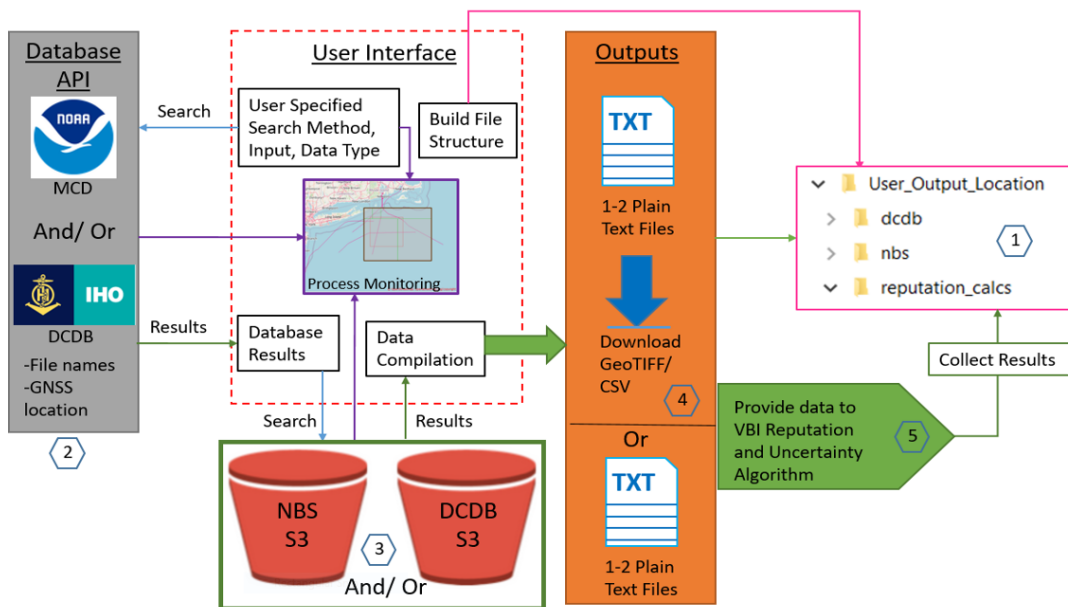 Database
API
NOAA
MCD
And/ Or
IHO
DCDB
-File names
-GNSS
location
2
Search
Results
User Interface
User Specified
Search Method,
Input, Data Type
Build File
Structure
Process Monitoring
Database
Results
Data
Compilation
Search
Results
NBS
S3
DCDB
S3
3
And/ Or
Outputs
TXT
1-2 Plain
Text Files
Download
GeoTIFF/
CSV
4
Or
TXT
1-2 Plain
Text Files
User_Output_Location
dcdb
nbs
reputation_calcs
1
Collect Results
Provide data to
VBI Reputation
and Uncertainty
Algorithm
5